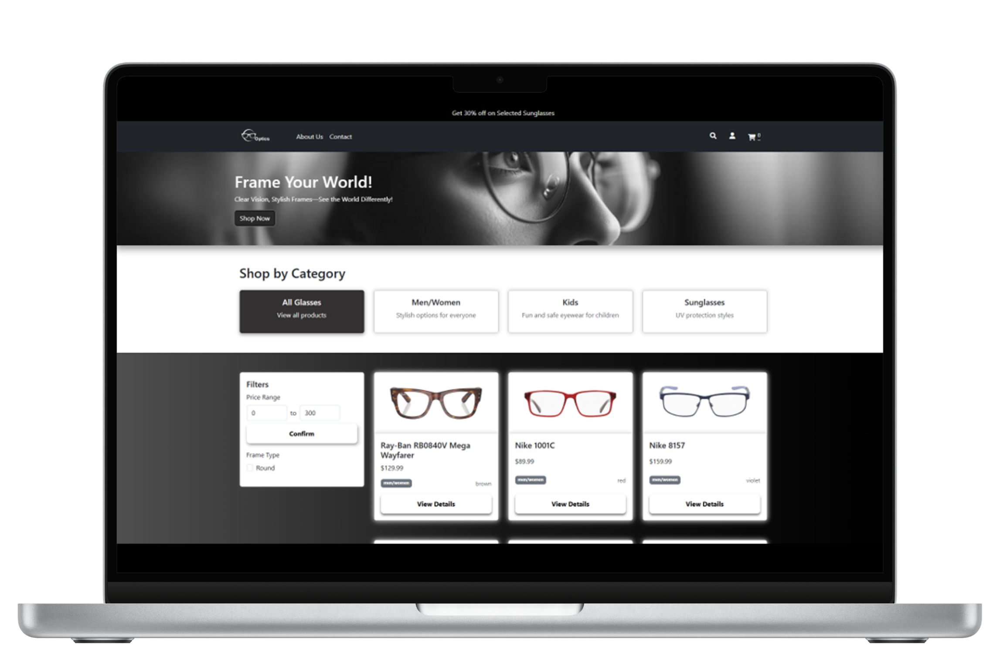 Get 30% off on Selected Sunglasses
Optica
About Us Contact
0
Frame Your World!
Clear Vision, Stylish Frames—See the World Differently!
Shop Now
Shop by Category
All Glasses
View all products
Men/Women
Stylish options for everyone
Kids
Fun and safe eyewear for children
Sunglasses
UV protection styles
Filters
Price Range
0 to 300
Confirm
Frame Type
Round
Ray-Ban RB0840V Mega
Wayfarer
$129.99
men/women brown
View Details
Nike 1001C
$89.99
men/women red
View Details
Nike 8157
$159.99
men/women violet
View Details